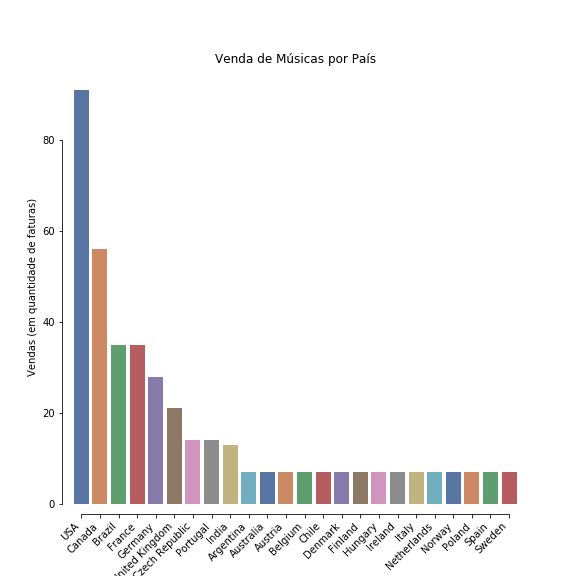 Venda de Músicas por País
Vendas (em quantidade de faturas)
80
60
40
20
0
USA
Canada
Brazil
France
Germany
nited Kingdom
Czech Republic
Portugal
India
Argentina
Australia
Austria
Belgium
Chile
Denmark
Finland
Hungary
Ireland
Italy
Netherlands
Norway
Poland
Spain
Sweden